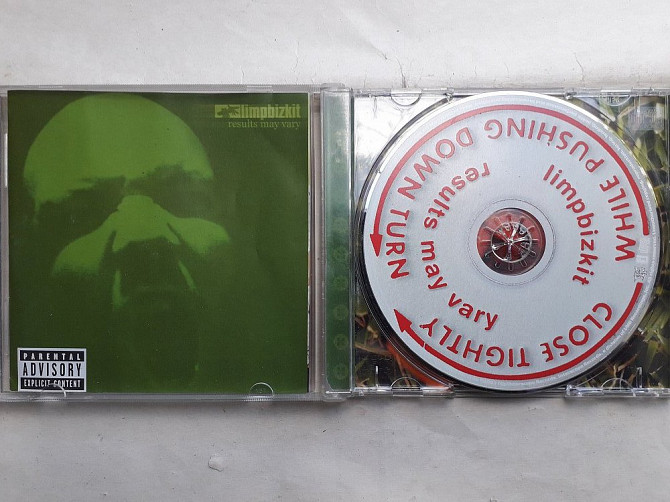 limpbizkit
results may vary
PARENTAL
ADVISORY
EXPLICIT CONTENT
WHILE PUSHING DOWN TURN
CLOSE TIGHTLY
limpbizkit
results may vary